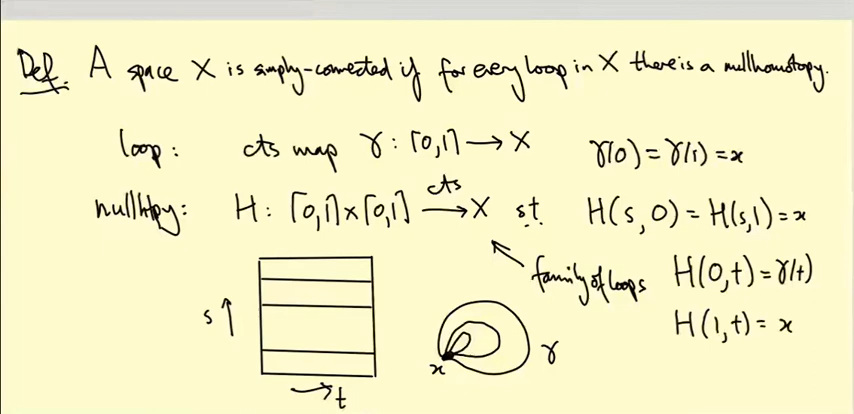 Def. A space X is simply-connected if for every loop in X there is a nullhomotopy.
loop: cts map γ: [0,1] → X γ(0) = γ(1) = x
nullhtpy: H: [0,1]×[0,1] cts → X s.t. H(s,0) = H(s,1) = x
family of loops H(0,t) = γ(t)
H(1,t) = x
s ↑
x γ
→ t